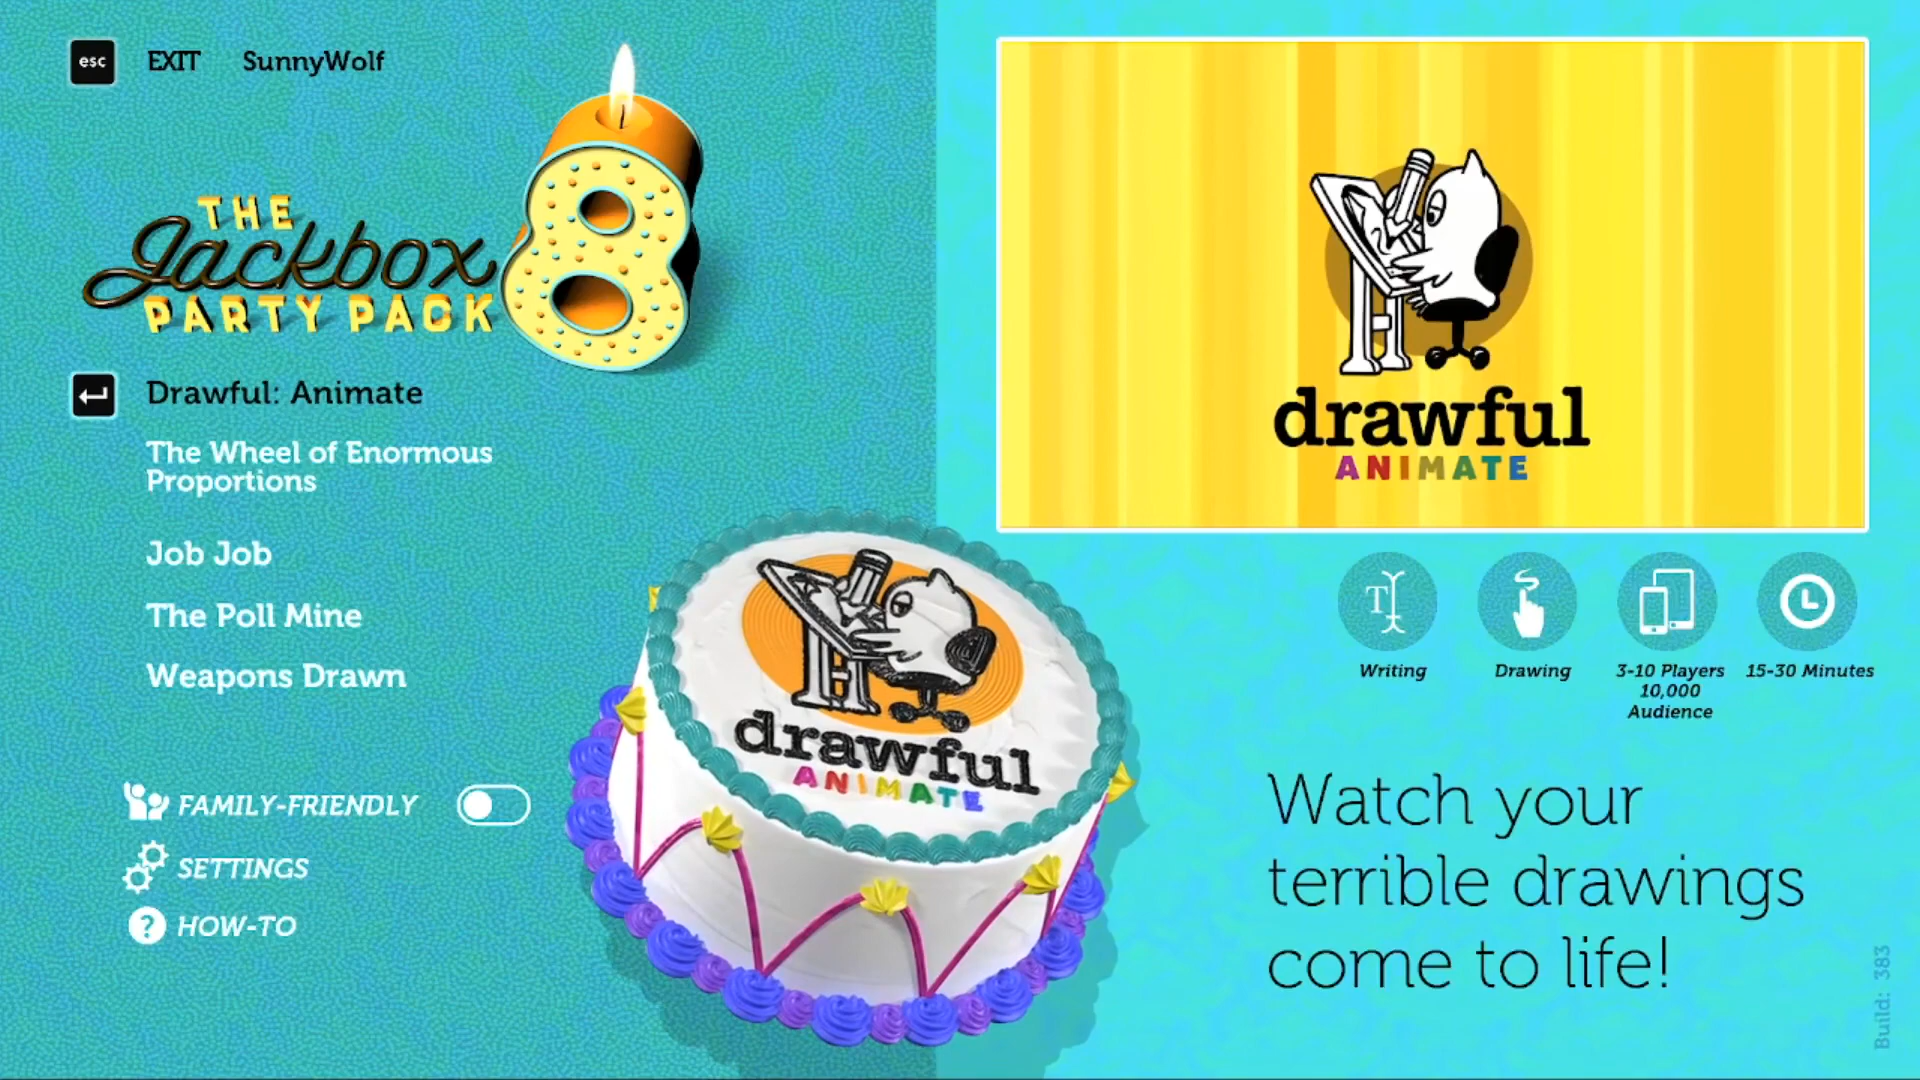 esc EXIT SunnyWolf
THE
Jackbox
PARTY PACK
8
Drawful: Animate
The Wheel of Enormous
Proportions
Job Job
The Poll Mine
Weapons Drawn
FAMILY-FRIENDLY
SETTINGS
? HOW-TO
drawful
ANIMATE
drawful
ANIMATE
T
Writing
Drawing
3-10 Players
10,000
Audience
15-30 Minutes
Watch your
terrible drawings
come to life!
Build: 383